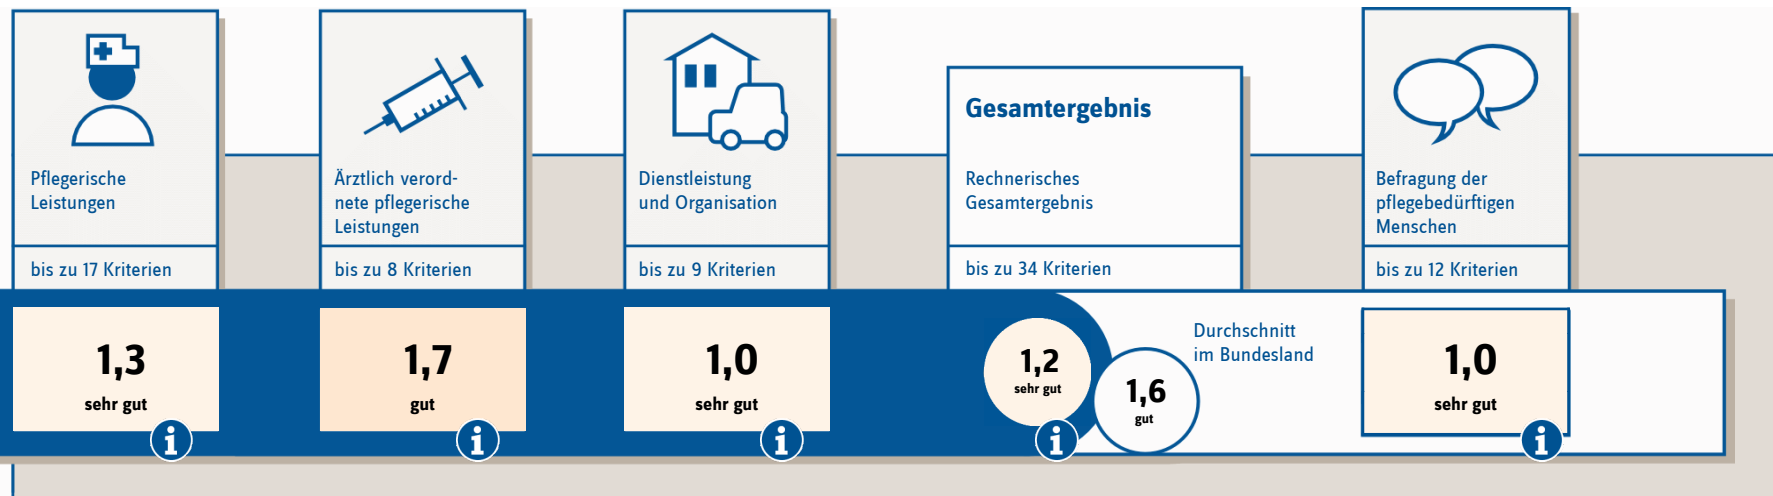 Pflegerische
Leistungen
bis zu 17 Kriterien
1,3
sehr gut
i
Ärztlich verord-
nete pflegerische
Leistungen
bis zu 8 Kriterien
1,7
gut
i
Dienstleistung
und Organisation
bis zu 9 Kriterien
1,0
sehr gut
i
Gesamtergebnis
Rechnerisches
Gesamtergebnis
bis zu 34 Kriterien
1,2
sehr gut
i
1,6
gut
Durchschnitt
im Bundesland
Befragung der
pflegebedürftigen
Menschen
bis zu 12 Kriterien
1,0
sehr gut
i